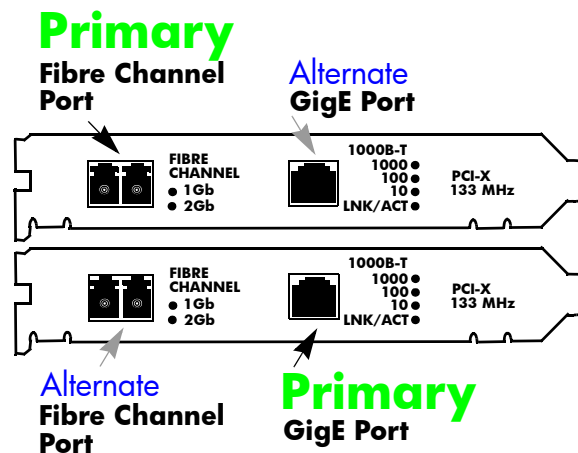 Primary
Fibre Channel
Port
Alternate
GigE Port
FIBRE
CHANNEL
1Gb
2Gb
1000B-T
1000
100
10
LNK/ACT
PCI-X
133 MHz
FIBRE
CHANNEL
1Gb
2Gb
1000B-T
1000
100
10
LNK/ACT
PCI-X
133 MHz
Alternate
Fibre Channel
Port
Primary
GigE Port